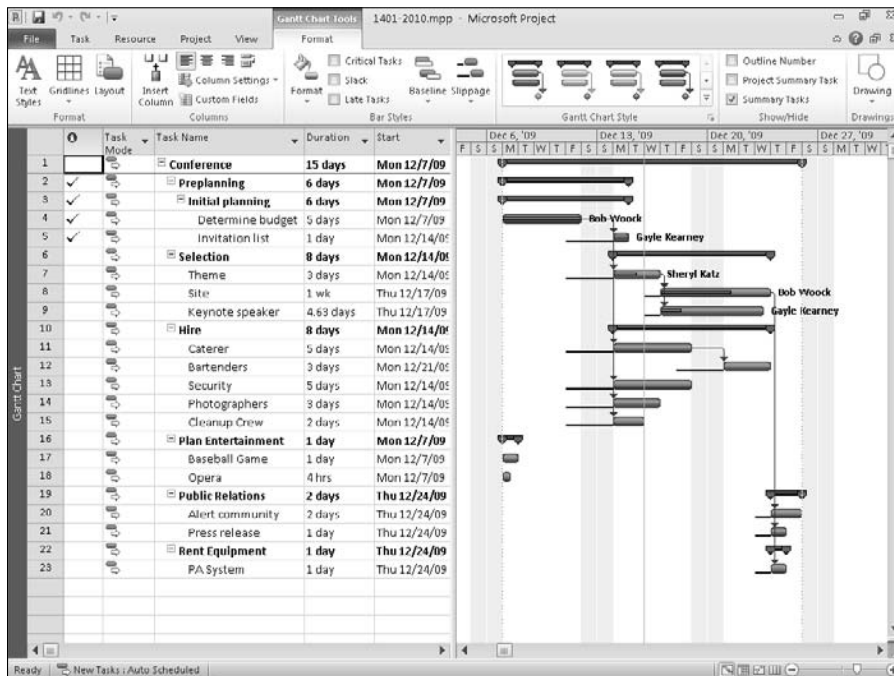 Gantt Chart Tools 1401-2010.mpp - Microsoft Project
File Task Resource Project View Format
Text Styles
Gridlines
Layout
Format
Insert Column
Column Settings
Custom Fields
Columns
Format
Critical Tasks
Slack
Late Tasks
Baseline
Slippage
Bar Styles
Gantt Chart Style
Outline Number
Project Summary Task
Summary Tasks
Show/Hide
Drawing
Drawings
Task Mode Task Name Duration Start
Dec 6, '09 Dec 13, '09 Dec 20, '09 Dec 27, '09
F S S M T W T F S S M T W T F S S M T W T F S S M T W T F S S M T W T
1 Conference 15 days Mon 12/7/09
2 Preplanning 6 days Mon 12/7/09
3 Initial planning 6 days Mon 12/7/09
4 Determine budget 5 days Mon 12/7/09 Bob Woock
5 Invitation list 1 day Mon 12/14/09 Gayle Kearney
6 Selection 8 days Mon 12/14/09
7 Theme 3 days Mon 12/14/09 Sheryl Katz
8 Site 1 wk Thu 12/17/09 Bob Woock
9 Keynote speaker 4.63 days Thu 12/17/09 Gayle Kearney
10 Hire 8 days Mon 12/14/09
11 Caterer 5 days Mon 12/14/09
12 Bartenders 3 days Mon 12/21/09
13 Security 5 days Mon 12/14/09
14 Photographers 3 days Mon 12/14/09
15 Cleanup Crew 2 days Mon 12/14/09
16 Plan Entertainment 1 day Mon 12/7/09
17 Baseball Game 1 day Mon 12/7/09
18 Opera 4 hrs Mon 12/7/09
19 Public Relations 2 days Thu 12/24/09
20 Alert community 2 days Thu 12/24/09
21 Press release 1 day Thu 12/24/09
22 Rent Equipment 1 day Thu 12/24/09
23 PA System 1 day Thu 12/24/09
Gantt Chart
Ready New Tasks : Auto Scheduled